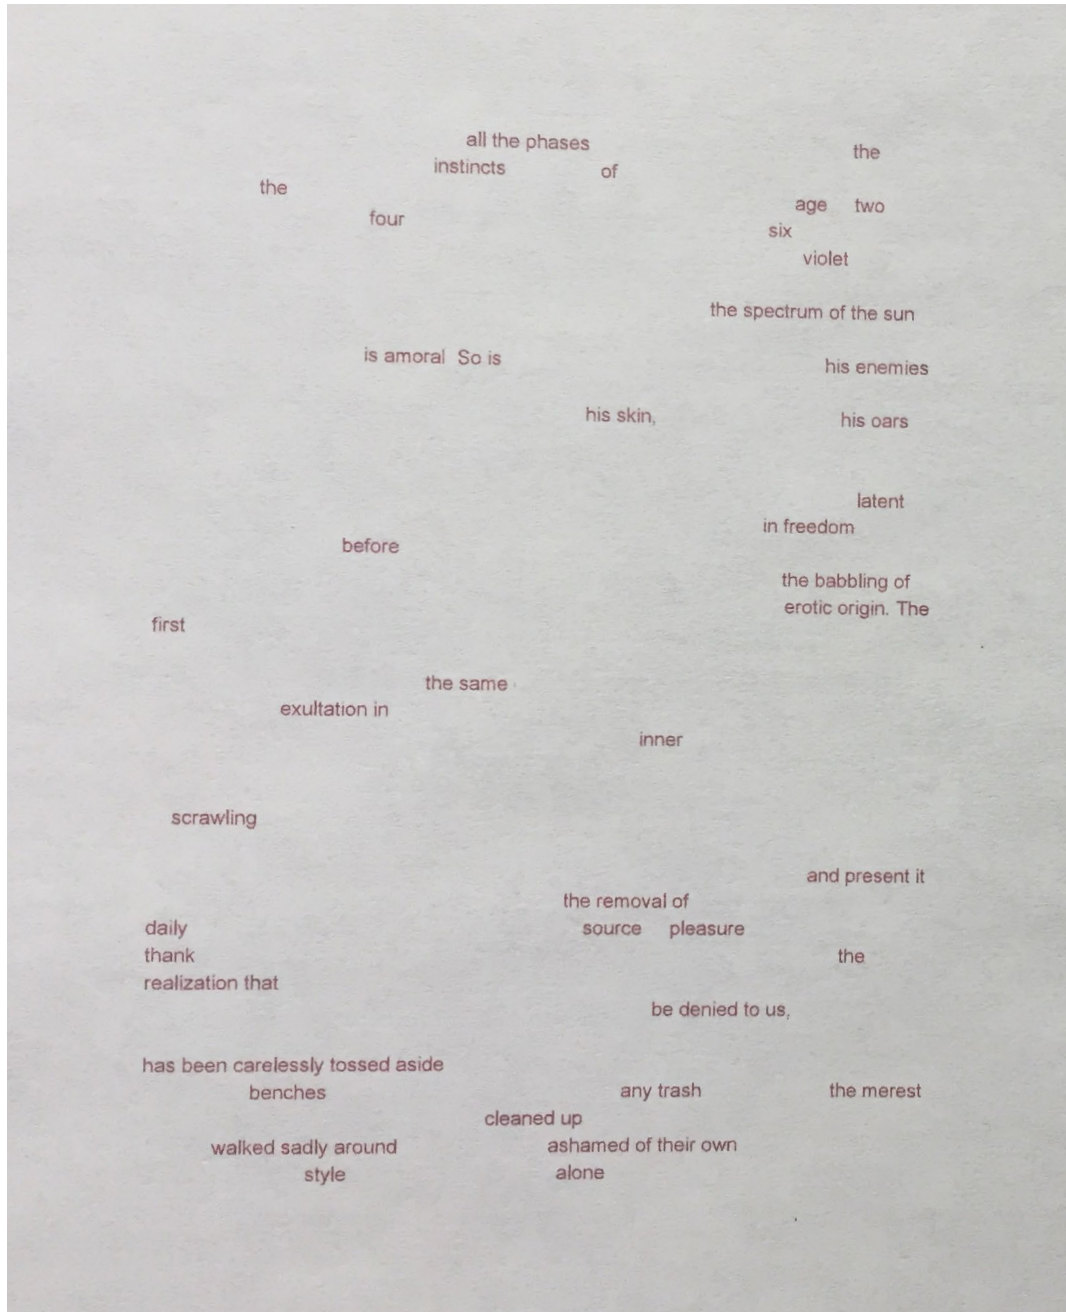 all the phases the
instincts of
the
age two
four
six
violet
the spectrum of the sun
is amoral So is
his enemies
his skin, his oars
latent
in freedom
before
the babbling of
erotic origin. The
first
the same
exultation in
inner
scrawling
and present it
the removal of
daily source pleasure
thank the
realization that
be denied to us,
has been carelessly tossed aside
benches any trash the merest
cleaned up
walked sadly around ashamed of their own
style alone